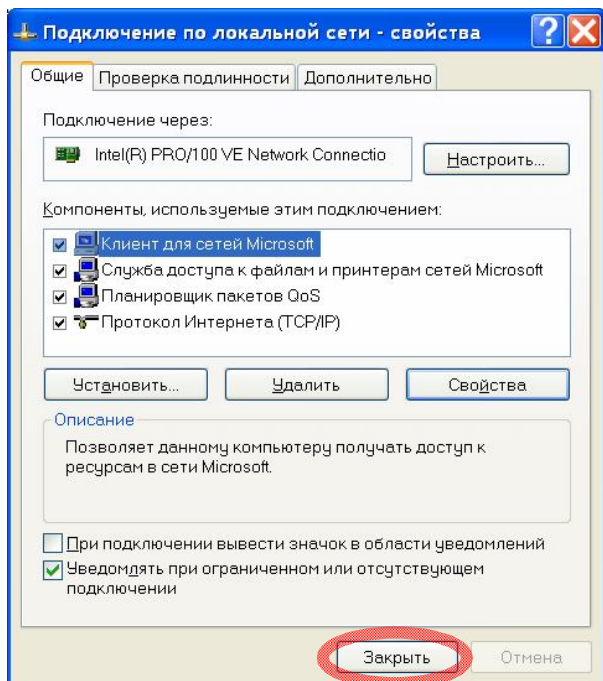 Подключение по локальной сети - свойства
Общие Проверка подлинности Дополнительно
Подключение через:
Intel(R) PRO/100 VE Network Connectio Настроить...
Компоненты, используемые этим подключением:
Клиент для сетей Microsoft
Служба доступа к файлам и принтерам сетей Microsoft
Планировщик пакетов QoS
Протокол Интернета (TCP/IP)
Установить... Удалить Свойства
Описание
Позволяет данному компьютеру получать доступ к
ресурсам в сети Microsoft.
При подключении вывести значок в области уведомлений
Уведомлять при ограниченном или отсутствующем
подключении
Закрыть Отмена